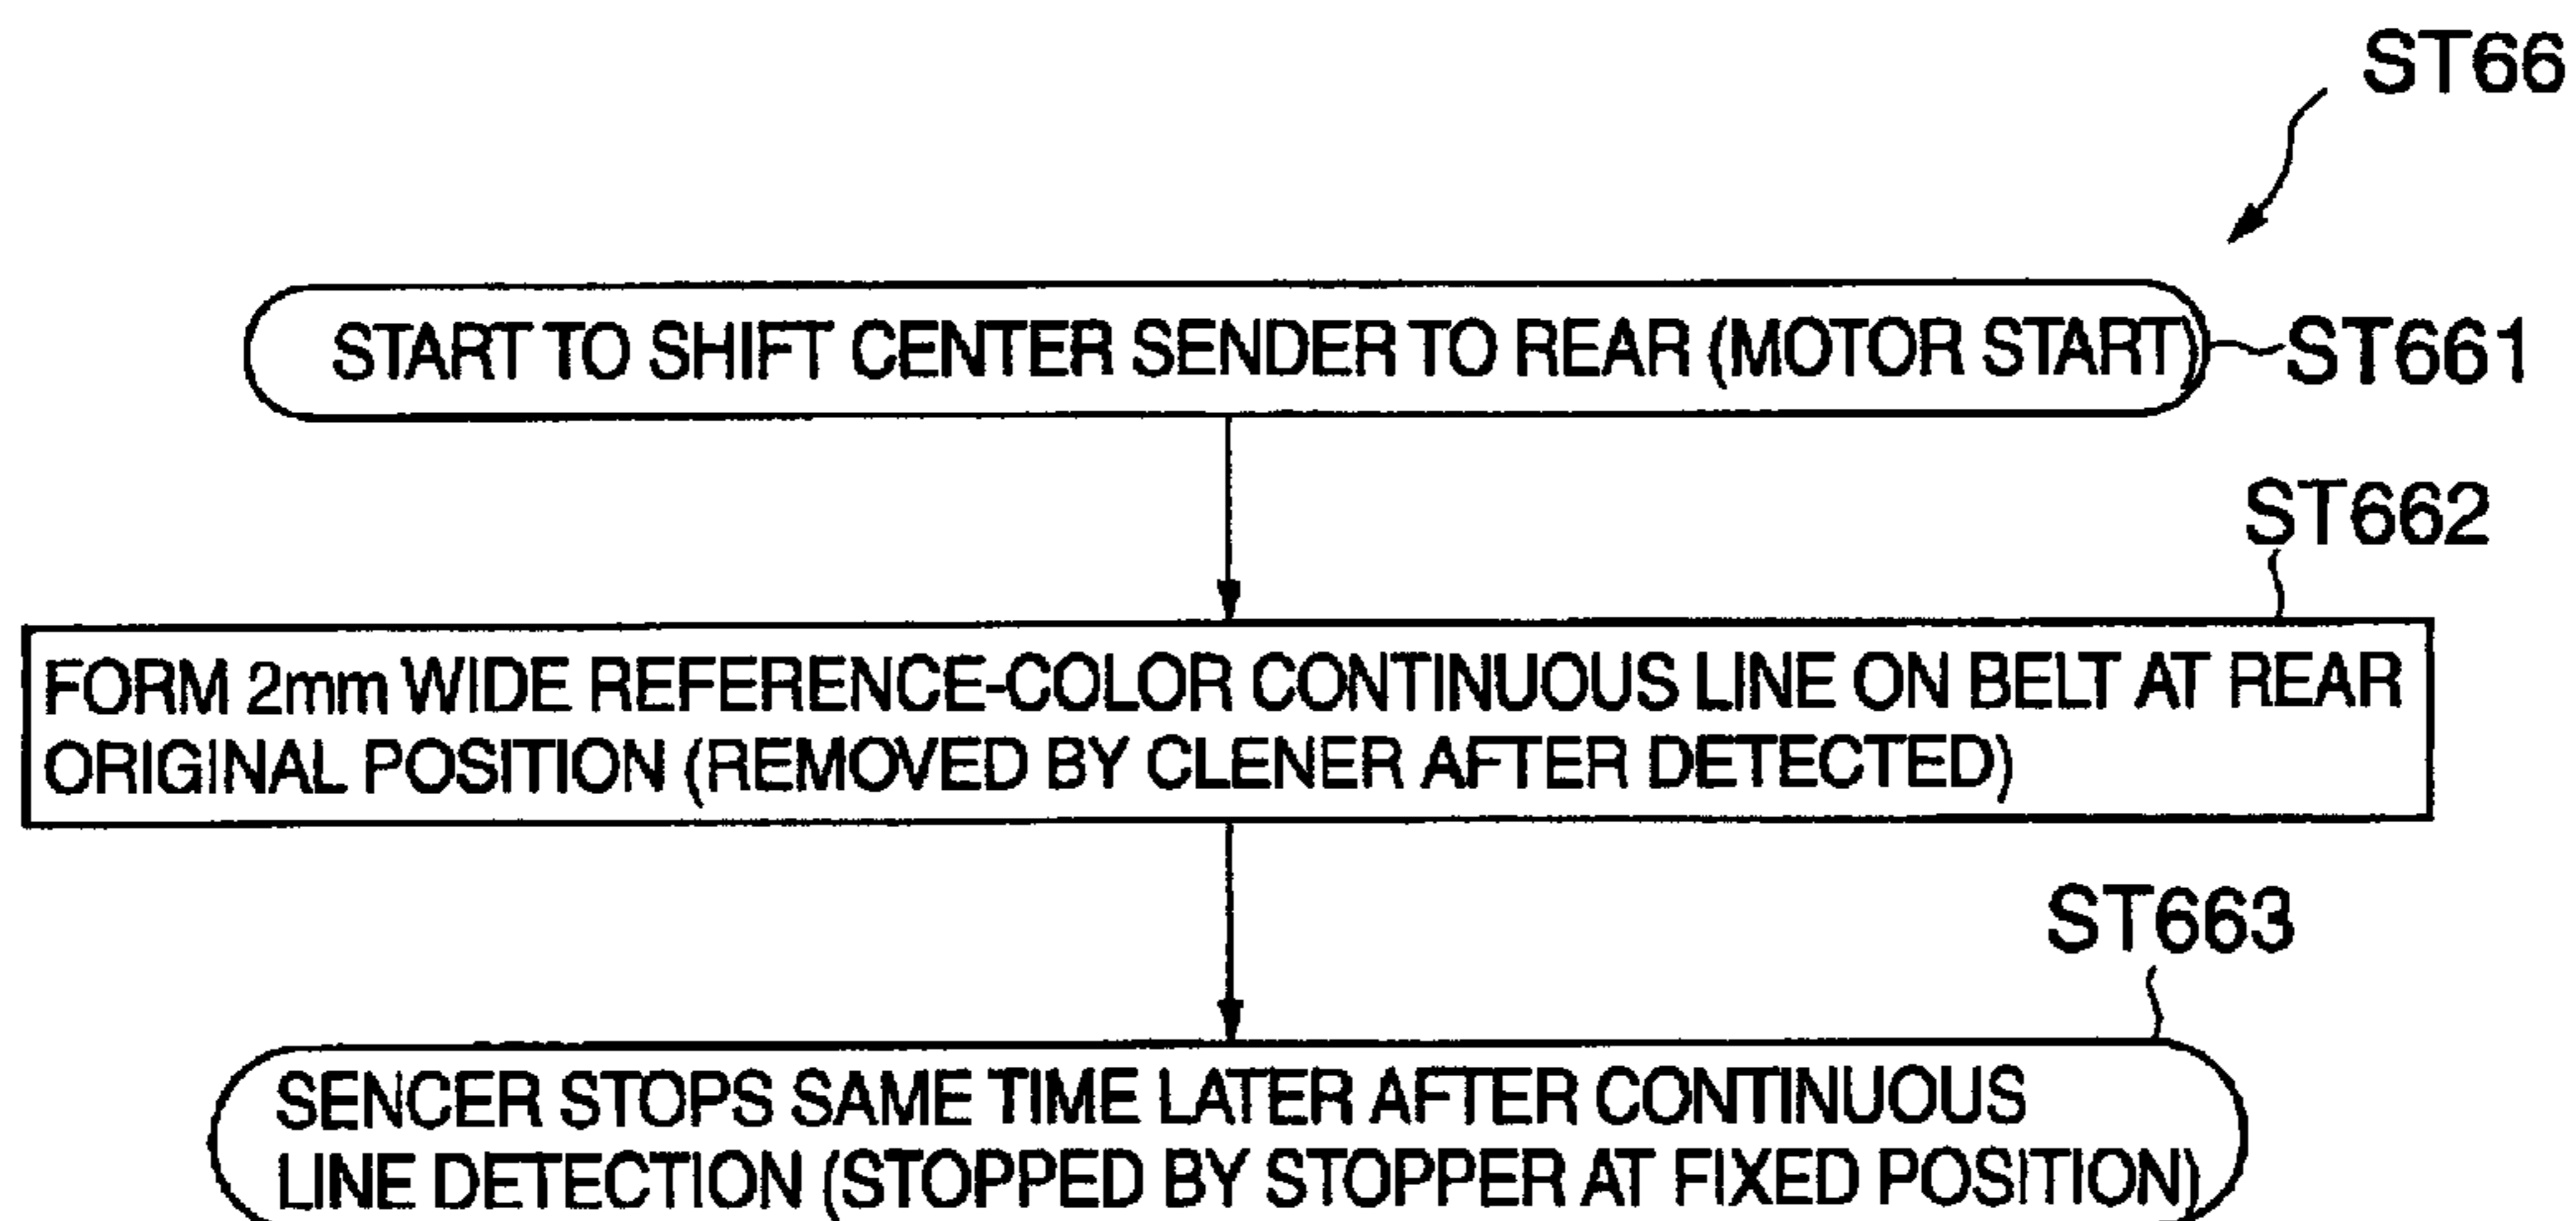 ST66
START TO SHIFT CENTER SENDER TO REAR (MOTOR START)
ST661
ST662
FORM 2mm WIDE REFERENCE-COLOR CONTINUOUS LINE ON BELT AT REAR
ORIGINAL POSITION (REMOVED BY CLENER AFTER DETECTED)
ST663
SENCER STOPS SAME TIME LATER AFTER CONTINUOUS
LINE DETECTION (STOPPED BY STOPPER AT FIXED POSITION)